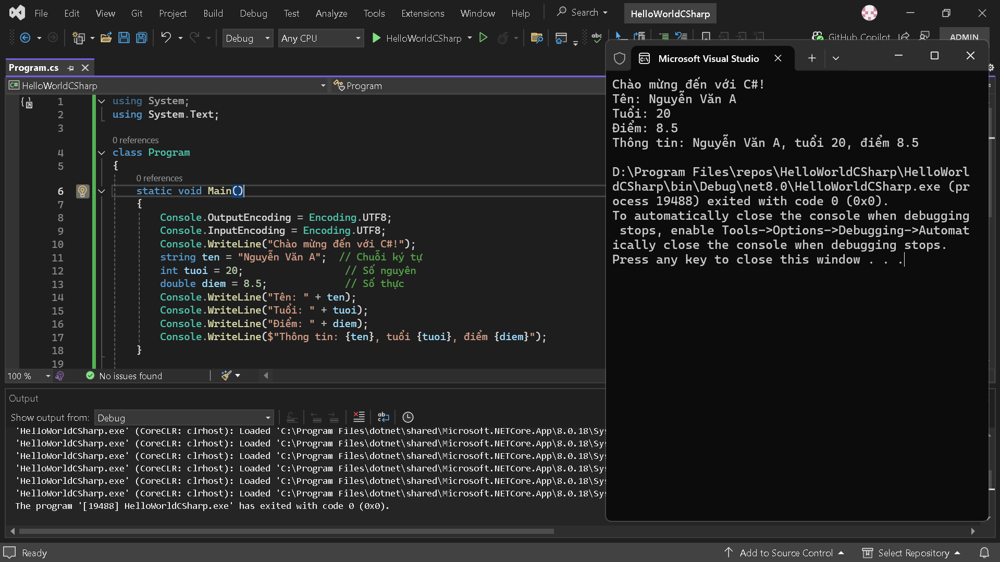 File Edit View Git Project Build Debug Test Analyze Tools Extensions Window Help Search HelloWorldCSharp
Debug Any CPU HelloWorldCSharp GitHub Copilot ADMIN
Program.cs
HelloWorldCSharp Program
1 using System;
2 using System.Text;
3
0 references
4 class Program
5 {
0 references
6 static void Main()
7 {
8 Console.OutputEncoding = Encoding.UTF8;
9 Console.InputEncoding = Encoding.UTF8;
10 Console.WriteLine("Chào mừng đến với C#!");
11 string ten = "Nguyễn Văn A"; // Chuỗi ký tự
12 int tuoi = 20; // Số nguyên
13 double diem = 8.5; // Số thực
14 Console.WriteLine("Tên: " + ten);
15 Console.WriteLine("Tuổi: " + tuoi);
16 Console.WriteLine("Điểm: " + diem);
17 Console.WriteLine($"Thông tin: {ten}, tuổi {tuoi}, điểm {diem}");
18 }
19
100 % No issues found
Output
Show output from: Debug
'HelloWorldCSharp.exe' (CoreCLR: clrhost): Loaded 'C:\Program Files\dotnet\shared\Microsoft.NETCore.App\8.0.18\Sys
'HelloWorldCSharp.exe' (CoreCLR: clrhost): Loaded 'C:\Program Files\dotnet\shared\Microsoft.NETCore.App\8.0.18\Sys
'HelloWorldCSharp.exe' (CoreCLR: clrhost): Loaded 'C:\Program Files\dotnet\shared\Microsoft.NETCore.App\8.0.18\Sys
'HelloWorldCSharp.exe' (CoreCLR: clrhost): Loaded 'C:\Program Files\dotnet\shared\Microsoft.NETCore.App\8.0.18\Sys
'HelloWorldCSharp.exe' (CoreCLR: clrhost): Loaded 'C:\Program Files\dotnet\shared\Microsoft.NETCore.App\8.0.18\Sys
'HelloWorldCSharp.exe' (CoreCLR: clrhost): Loaded 'C:\Program Files\dotnet\shared\Microsoft.NETCore.App\8.0.18\Sys
The program '[19488] HelloWorldCSharp.exe' has exited with code 0 (0x0).
Microsoft Visual Studio
Chào mừng đến với C#!
Tên: Nguyễn Văn A
Tuổi: 20
Điểm: 8.5
Thông tin: Nguyễn Văn A, tuổi 20, điểm 8.5
D:\Program Files\repos\HelloWorldCSharp\HelloWorl
dCSharp\bin\Debug\net8.0\HelloWorldCSharp.exe (pr
ocess 19488) exited with code 0 (0x0).
To automatically close the console when debugging
stops, enable Tools->Options->Debugging->Automat
ically close the console when debugging stops.
Press any key to close this window . . .
Ready Add to Source Control Select Repository